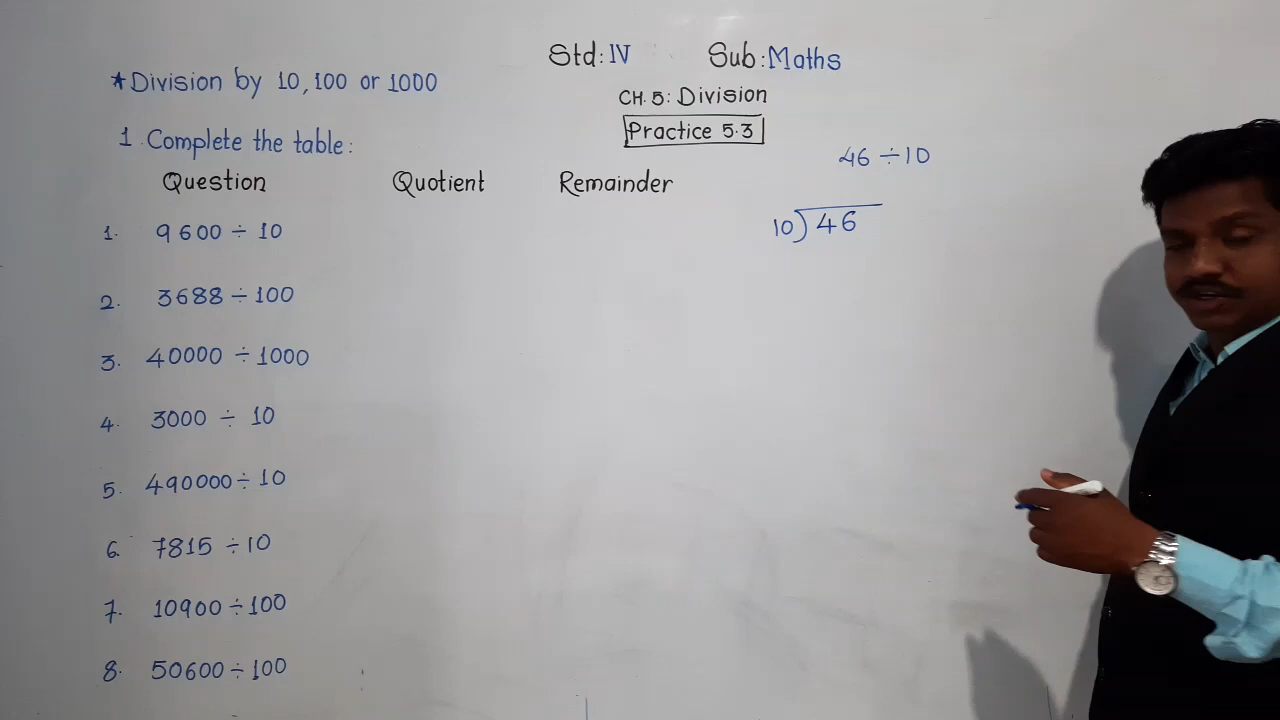 Std: IV Sub: Maths
*Division by 10, 100 or 1000
CH. 5: Division
Practice 5.3
1 Complete the table:
46 ÷ 10
Question Quotient Remainder
10)46
1. 9600 ÷ 10
2. 3688 ÷ 100
3. 40000 ÷ 1000
4. 3000 ÷ 10
5. 490000 ÷ 10
6. 7815 ÷ 10
7. 10900 ÷ 100
8. 50600 ÷ 100